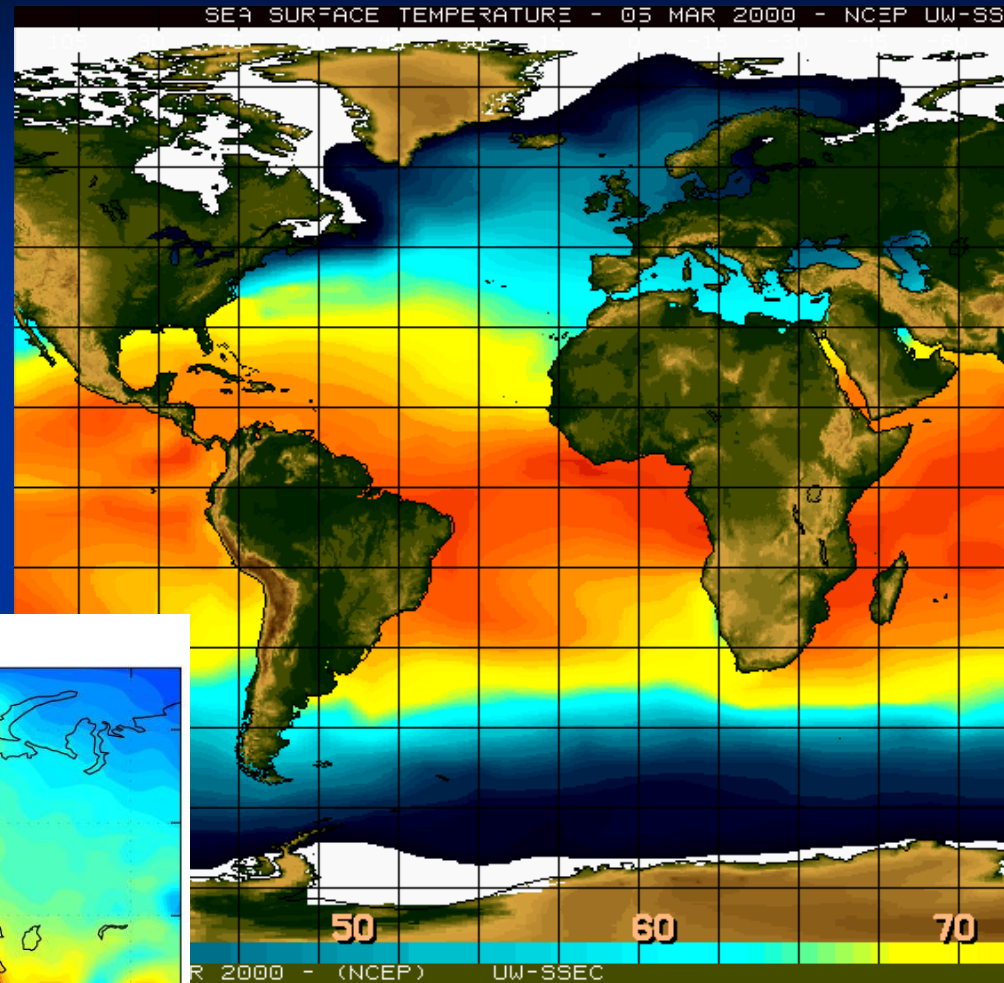 SEA SURFACE TEMPERATURE - 05 MAR 2000 - NCEP UW-SS
50 60 70
R 2000 - (NCEP) UW-SSEC